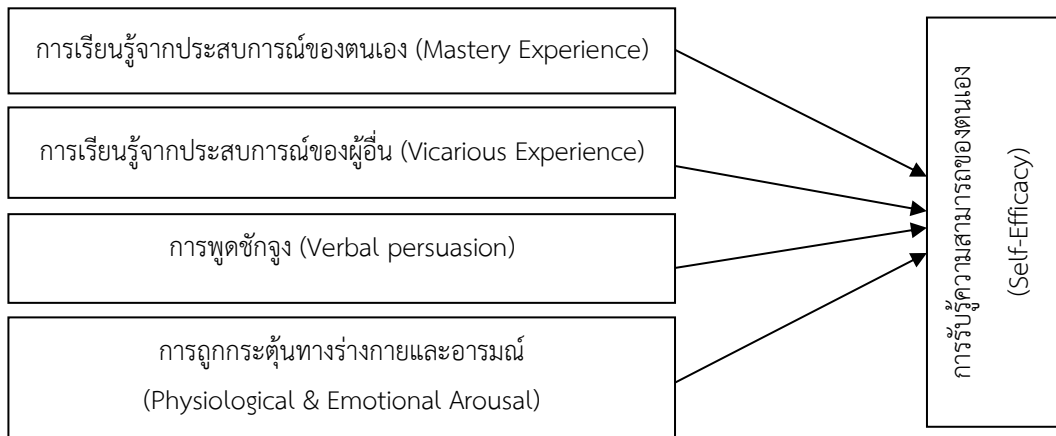 การเรียนรู้จากประสบการณ์ของตนเอง (Mastery Experience)
การเรียนรู้จากประสบการณ์ของผู้อื่น (Vicarious Experience)
การพูดชักจูง (Verbal persuasion)
การถูกกระตุ้นทางร่างกายและอารมณ์
(Physiological & Emotional Arousal)
การรับรู้ความสามารถของตนเอง
(Self-Efficacy)